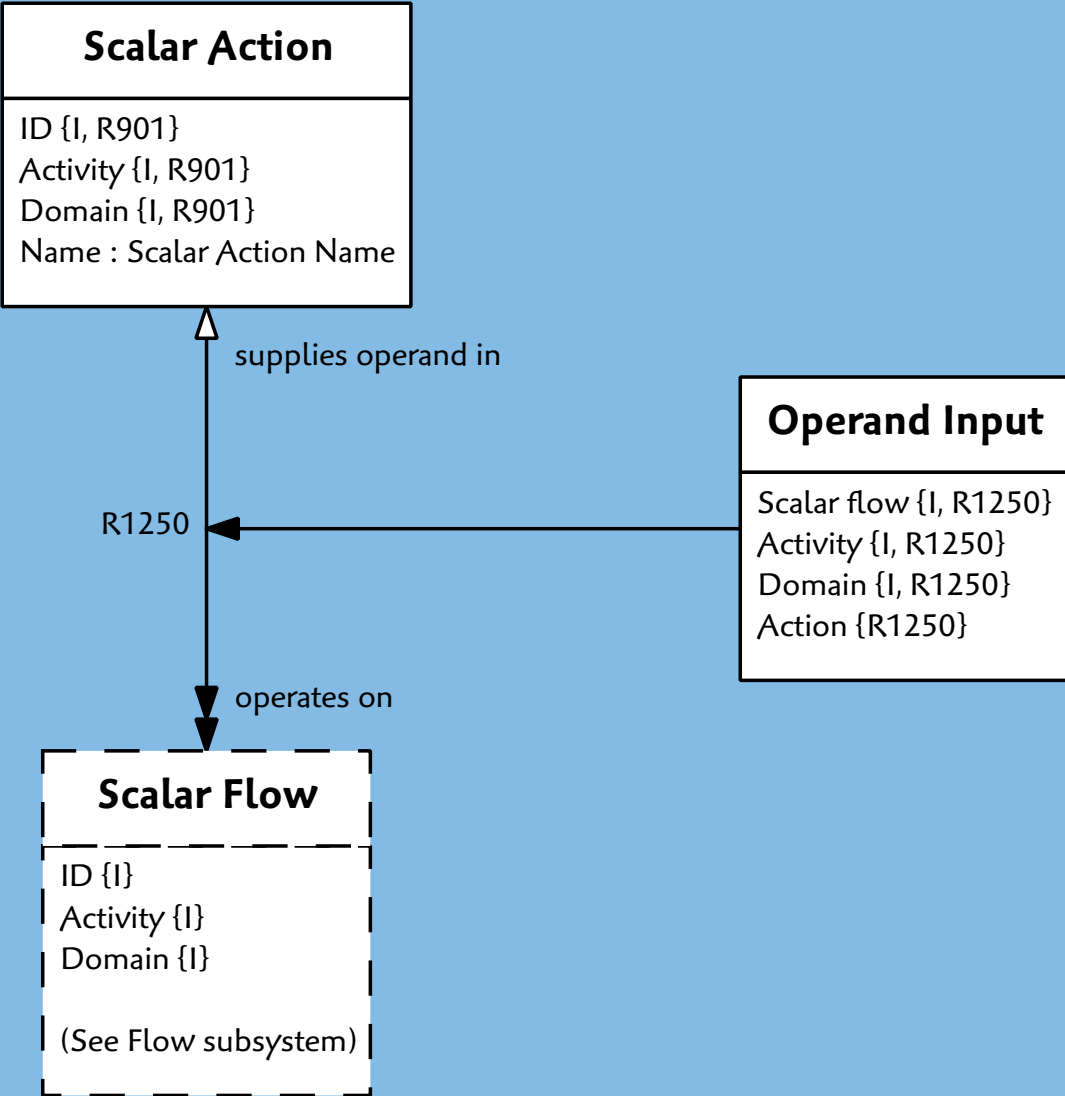 Scalar Action
ID {I, R901}
Activity {I, R901}
Domain {I, R901}
Name : Scalar Action Name
supplies operand in
R1250
operates on
Operand Input
Scalar flow {I, R1250}
Activity {I, R1250}
Domain {I, R1250}
Action {R1250}
Scalar Flow
ID {I}
Activity {I}
Domain {I}
(See Flow subsystem)